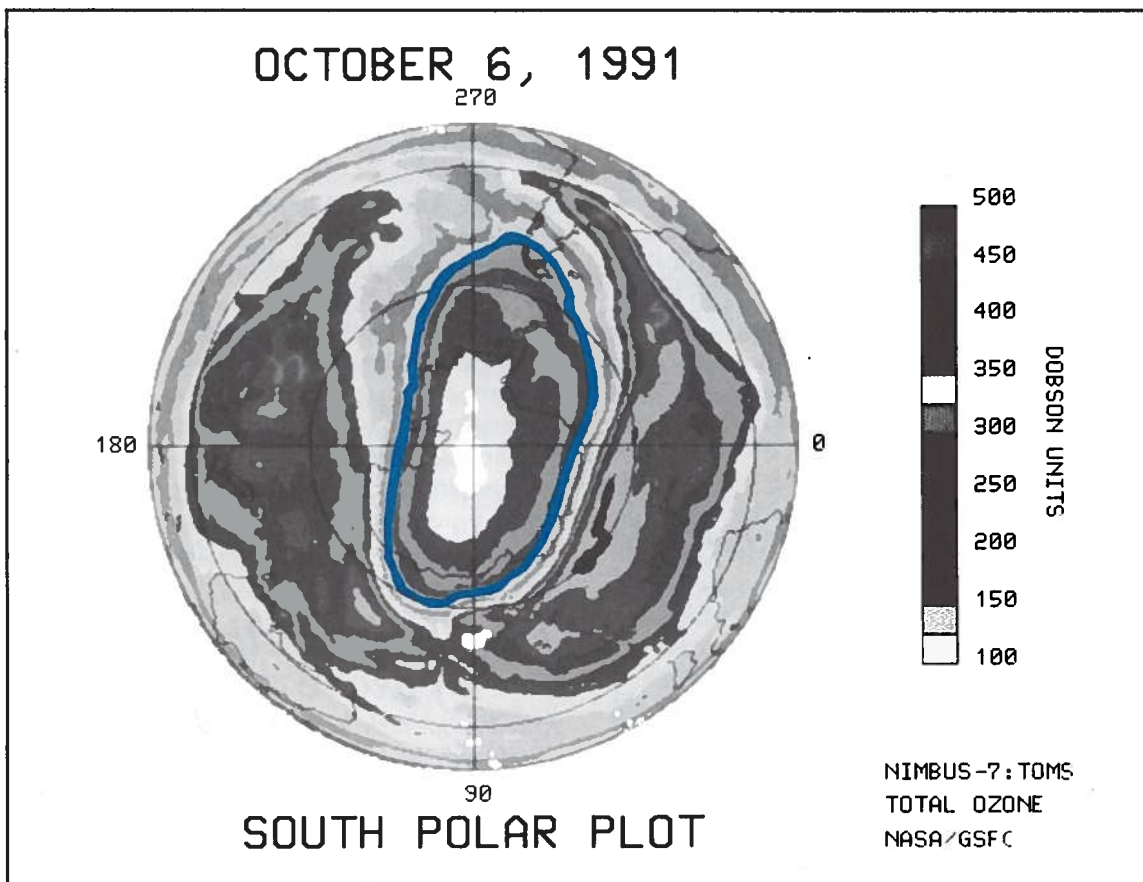 OCTOBER 6, 1991
270
180
0
90
SOUTH POLAR PLOT
500
450
400
350
300
250
200
150
100
DOBSON UNITS
NIMBUS-7:TOMS
TOTAL OZONE
NASA/GSFC